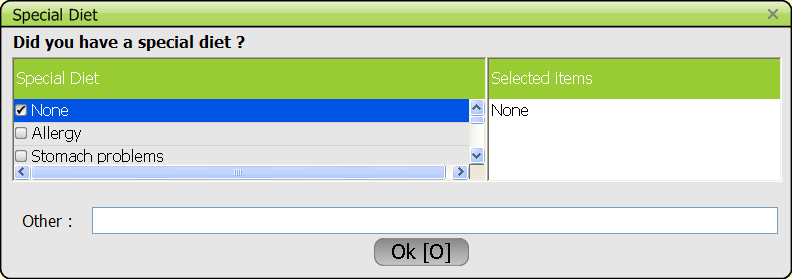 Special Diet
Did you have a special diet ?
Special Diet
Selected items
None
None
Allergy
Stomach problems
Other :
Ok [O]